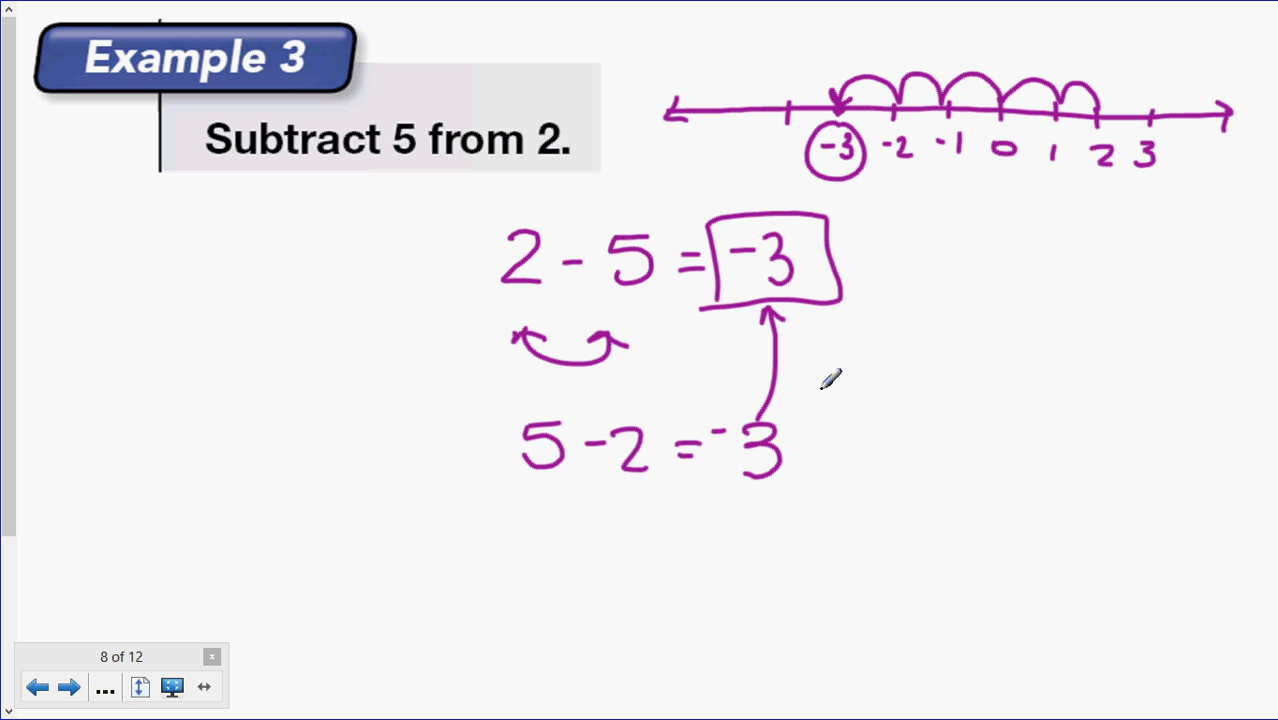 Example 3
Subtract 5 from 2.
-3 -2 -1 0 1 2 3
2 - 5 = -3
5 - 2 = -3
8 of 12